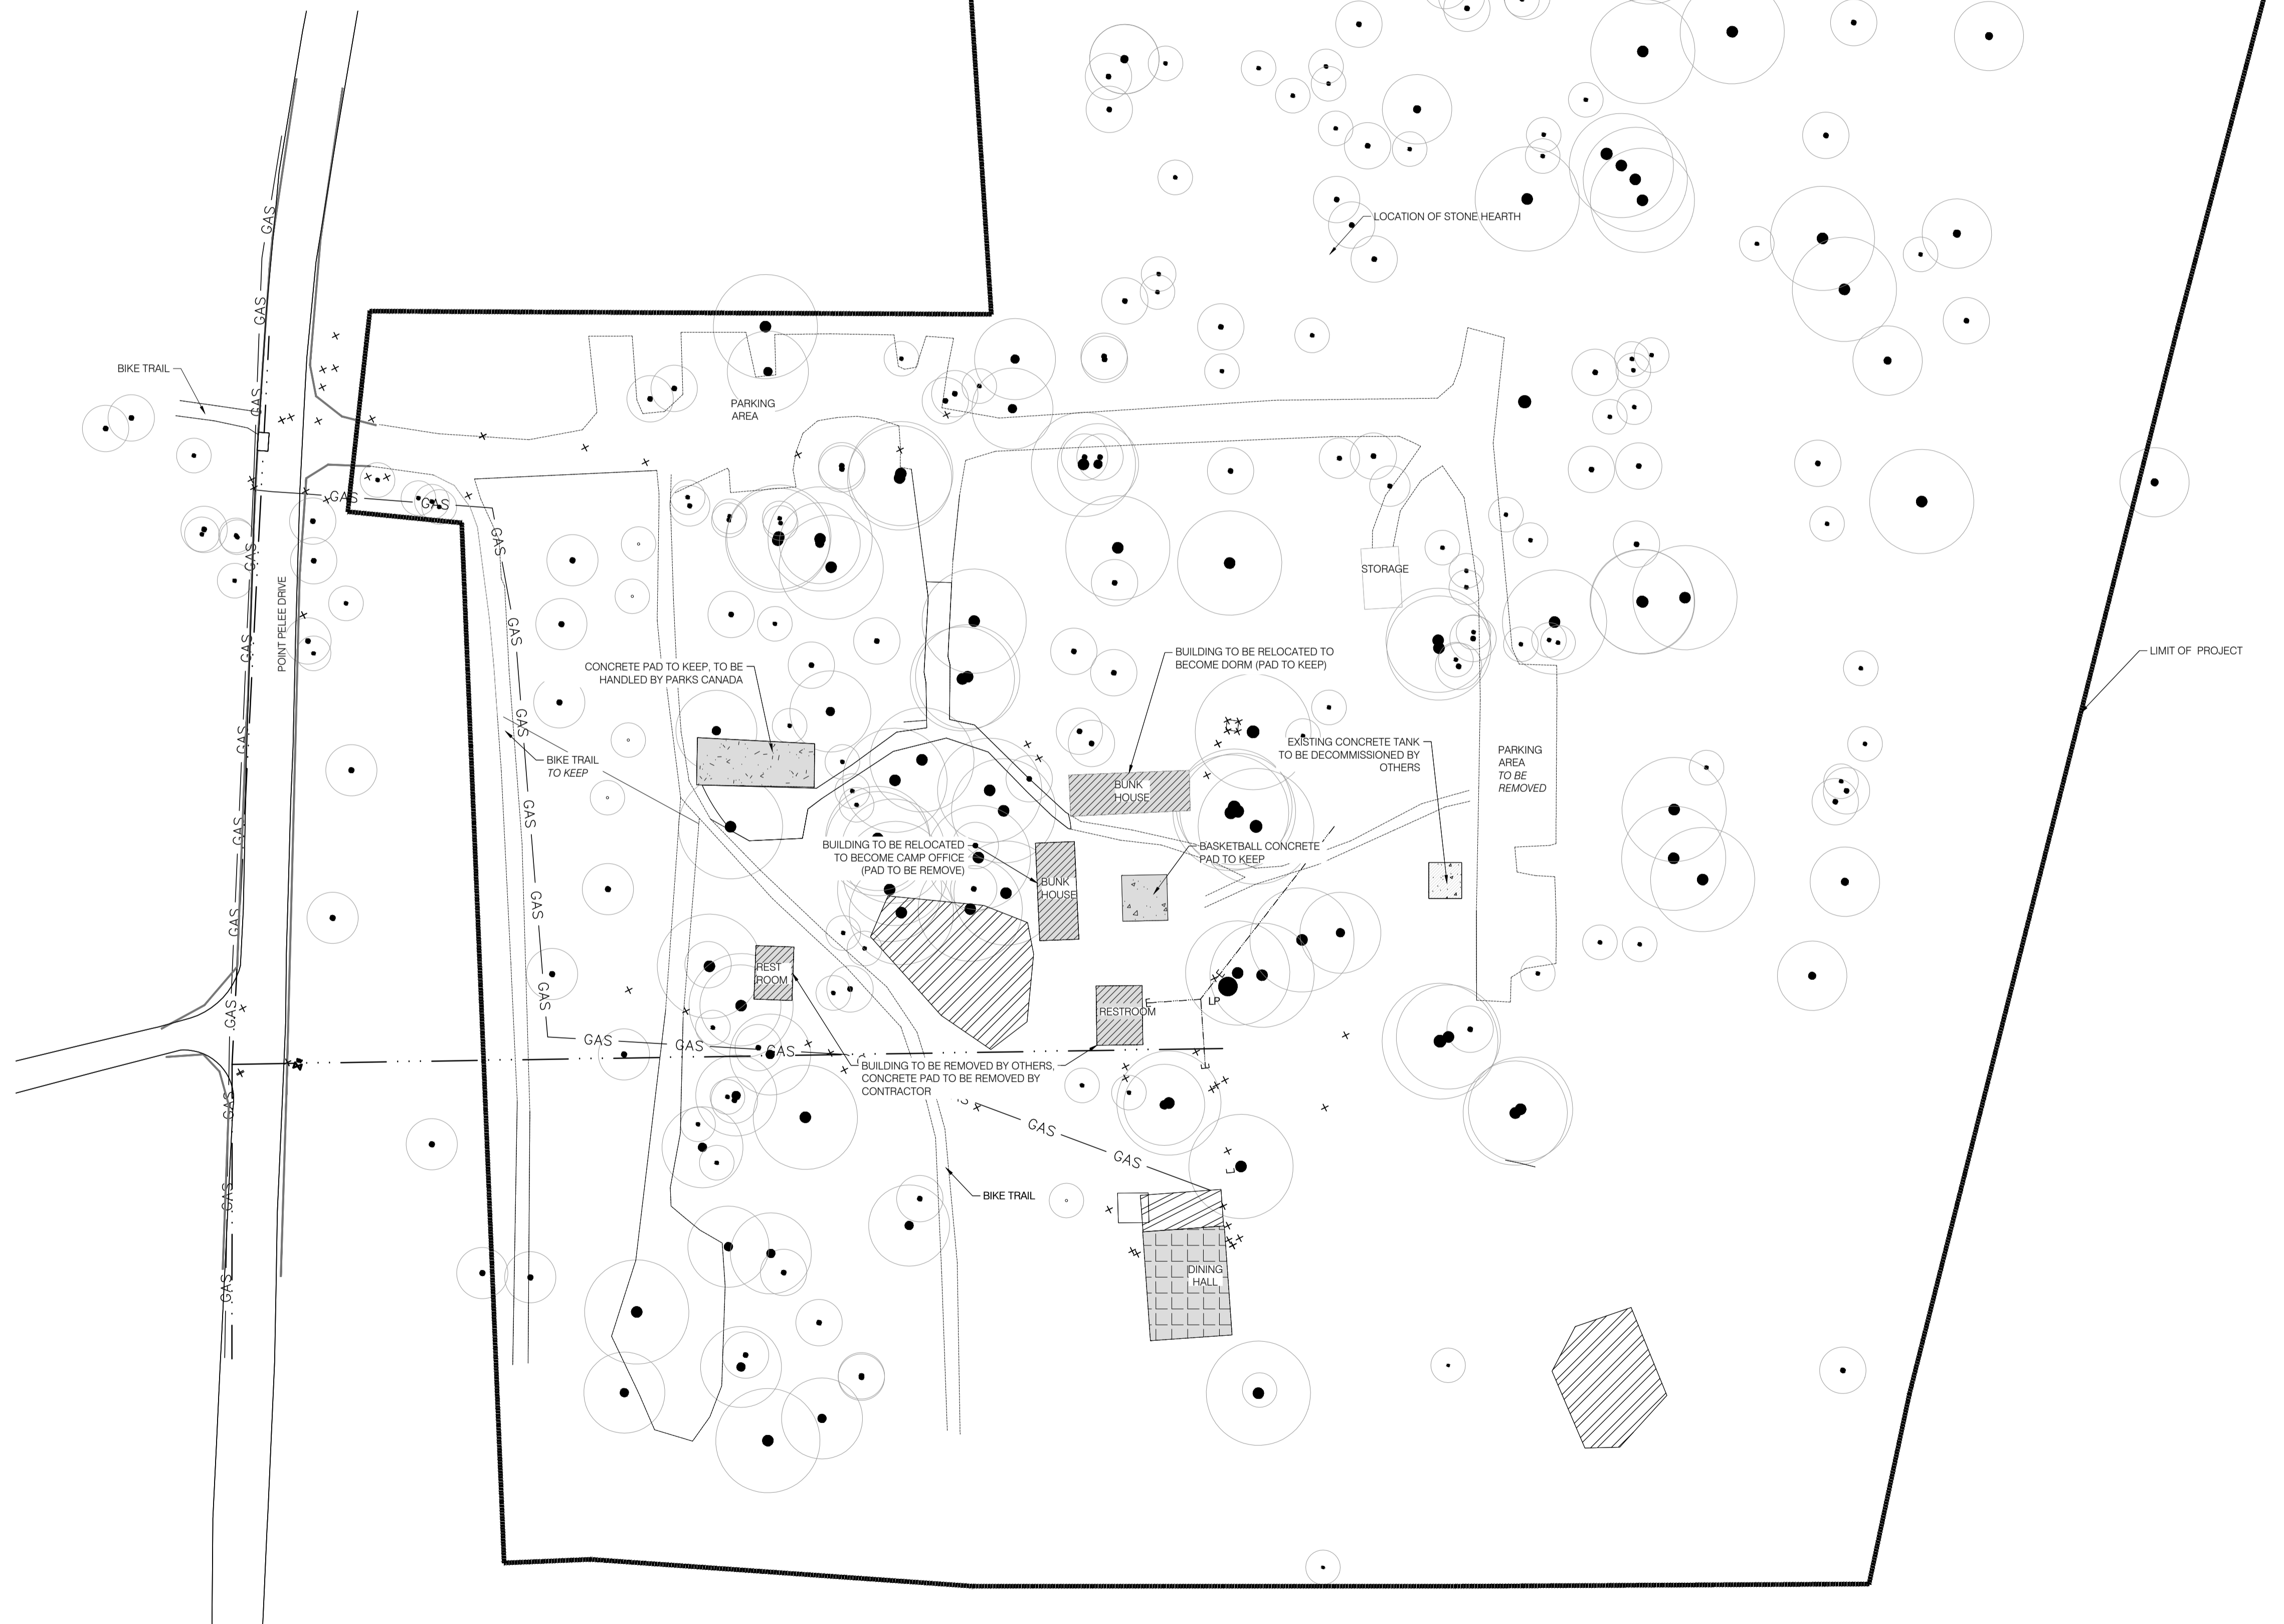 LOCATION OF STONE HEARTH
BIKE TRAIL
PARKING
AREA
GAS
GAS
GAS
GAS
GAS
GAS
GAS
GAS
GAS
GAS
GAS
GAS
GAS
GAS
POINT PELEE DRIVE
GAS
GAS
GAS
GAS
GAS
GAS
GAS
GAS
GAS
GAS
GAS
STORAGE
CONCRETE PAD TO KEEP, TO BE
HANDLED BY PARKS CANADA
BUILDING TO BE RELOCATED TO
BECOME DORM (PAD TO KEEP)
LIMIT OF PROJECT
BIKE TRAIL
TO KEEP
EXISTING CONCRETE TANK
TO BE DECOMMISSIONED BY
OTHERS
PARKING
AREA
TO BE
REMOVED
BUNK
HOUSE
BUILDING TO BE RELOCATED
TO BECOME CAMP OFFICE
(PAD TO BE REMOVE)
BASKETBALL CONCRETE
PAD TO KEEP
BUNK
HOUSE
REST
ROOM
E
E
LP
RESTROOM
E
BUILDING TO BE REMOVED BY OTHERS,
CONCRETE PAD TO BE REMOVED BY
CONTRACTOR
GAS
GAS
BIKE TRAIL
DINING
HALL